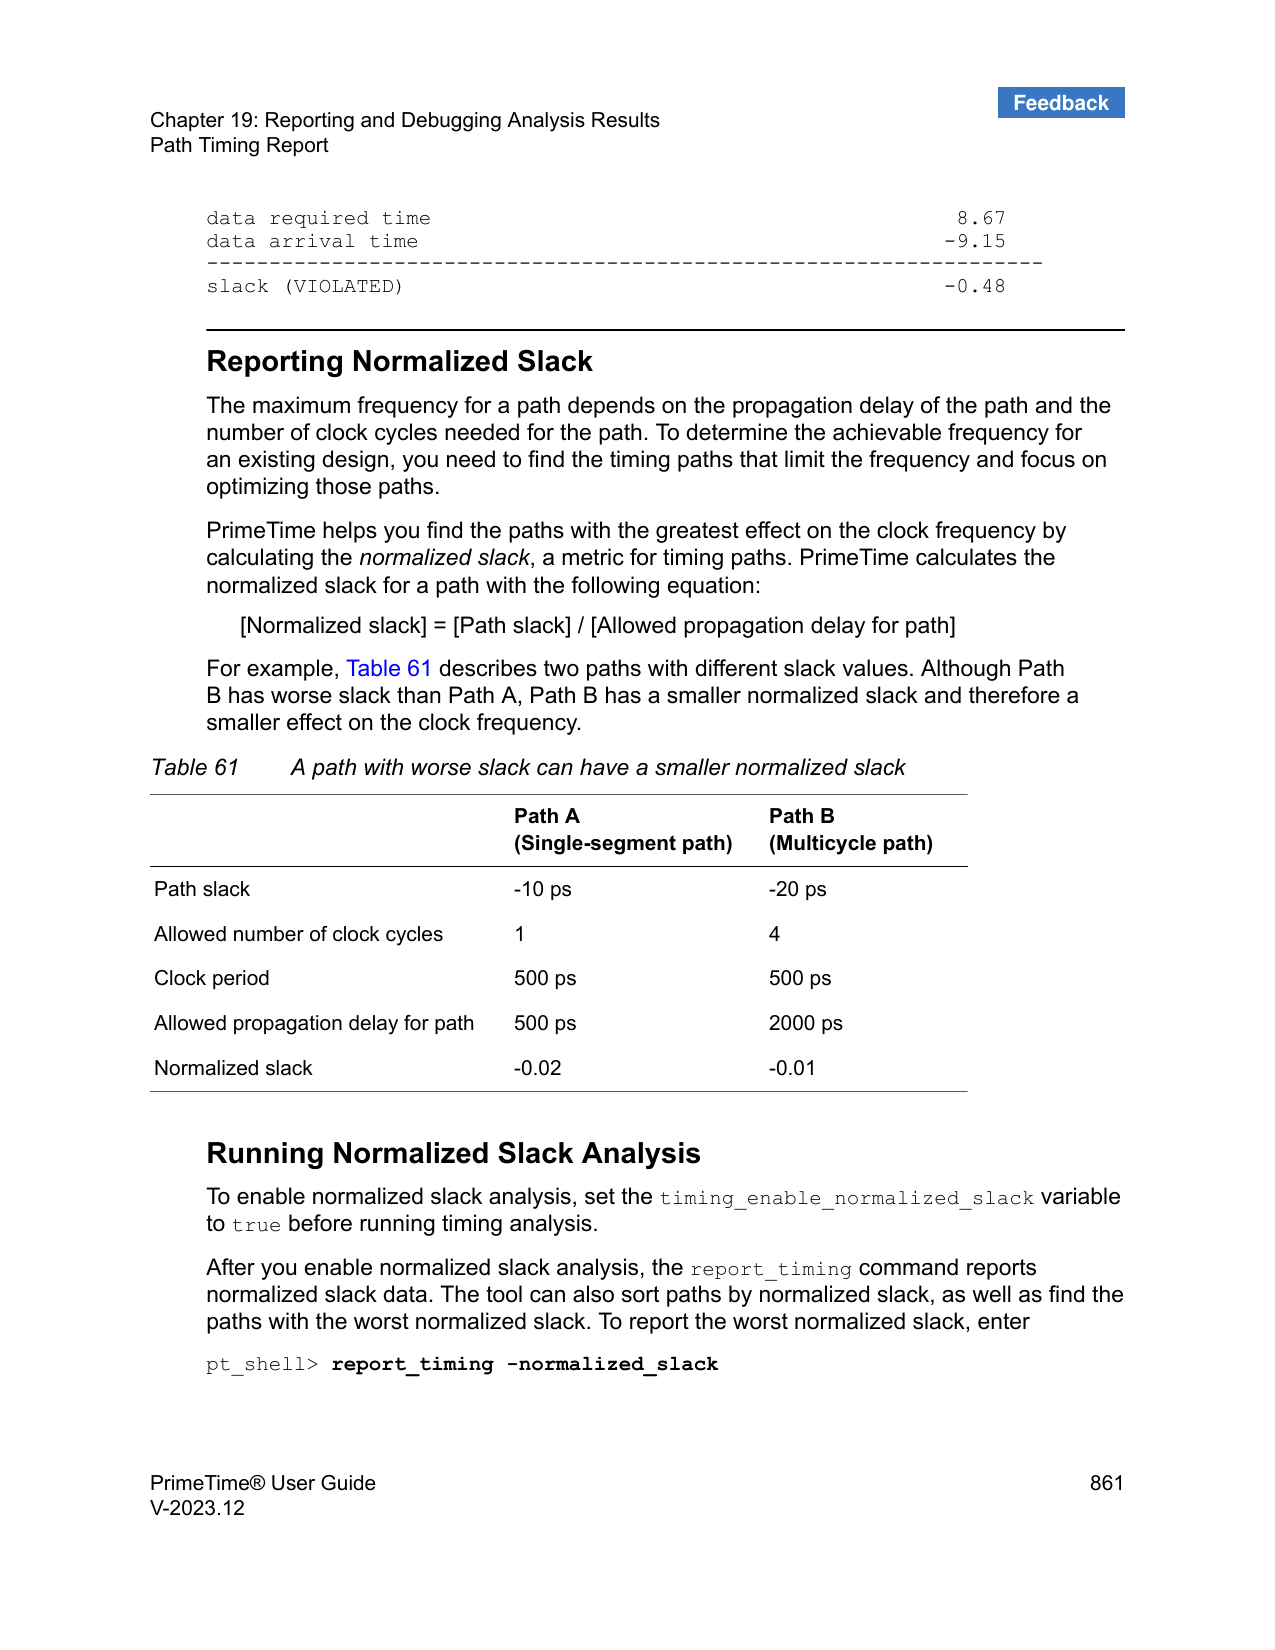 Feedback
Chapter 19: Reporting and Debugging Analysis Results
Path Timing Report
data required time 8.67
data arrival time -9.15
-------------------------------------------------------------------
slack (VIOLATED) -0.48
Reporting Normalized Slack
The maximum frequency for a path depends on the propagation delay of the path and the
number of clock cycles needed for the path. To determine the achievable frequency for
an existing design, you need to find the timing paths that limit the frequency and focus on
optimizing those paths.
PrimeTime helps you find the paths with the greatest effect on the clock frequency by
calculating the normalized slack, a metric for timing paths. PrimeTime calculates the
normalized slack for a path with the following equation:
[Normalized slack] = [Path slack] / [Allowed propagation delay for path]
For example, Table 61 describes two paths with different slack values. Although Path
B has worse slack than Path A, Path B has a smaller normalized slack and therefore a
smaller effect on the clock frequency.
Table 61 A path with worse slack can have a smaller normalized slack
Path A Path B
(Single-segment path) (Multicycle path)
Path slack -10 ps -20 ps
Allowed number of clock cycles 1 4
Clock period 500 ps 500 ps
Allowed propagation delay for path 500 ps 2000 ps
Normalized slack -0.02 -0.01
Running Normalized Slack Analysis
To enable normalized slack analysis, set the timing_enable_normalized_slack variable
to true before running timing analysis.
After you enable normalized slack analysis, the report_timing command reports
normalized slack data. The tool can also sort paths by normalized slack, as well as find the
paths with the worst normalized slack. To report the worst normalized slack, enter
pt_shell> report_timing -normalized_slack
PrimeTime® User Guide 861
V-2023.12